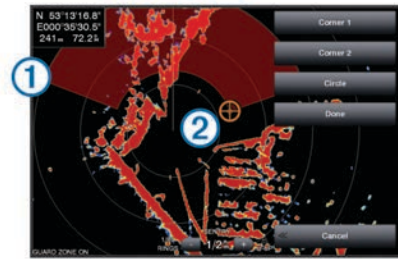 N 53°13'16.8"
E000°35'30.5"
241m 72.2°
Corner 1
Corner 2
Circle
Done
Cancel
1
2
RINGS
1/2
GUARD ZONE ON